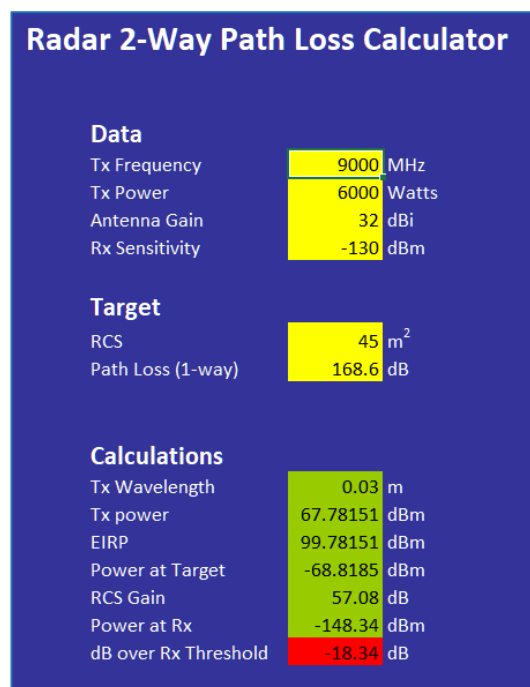 Radar 2-Way Path Loss Calculator
Data
Tx Frequency 9000 MHz
Tx Power 6000 Watts
Antenna Gain 32 dBi
Rx Sensitivity -130 dBm
Target
RCS 45 m²
Path Loss (1-way) 168.6 dB
Calculations
Tx Wavelength 0.03 m
Tx power 67.78151 dBm
EIRP 99.78151 dBm
Power at Target -68.8185 dBm
RCS Gain 57.08 dB
Power at Rx -148.34 dBm
dB over Rx Threshold -18.34 dB